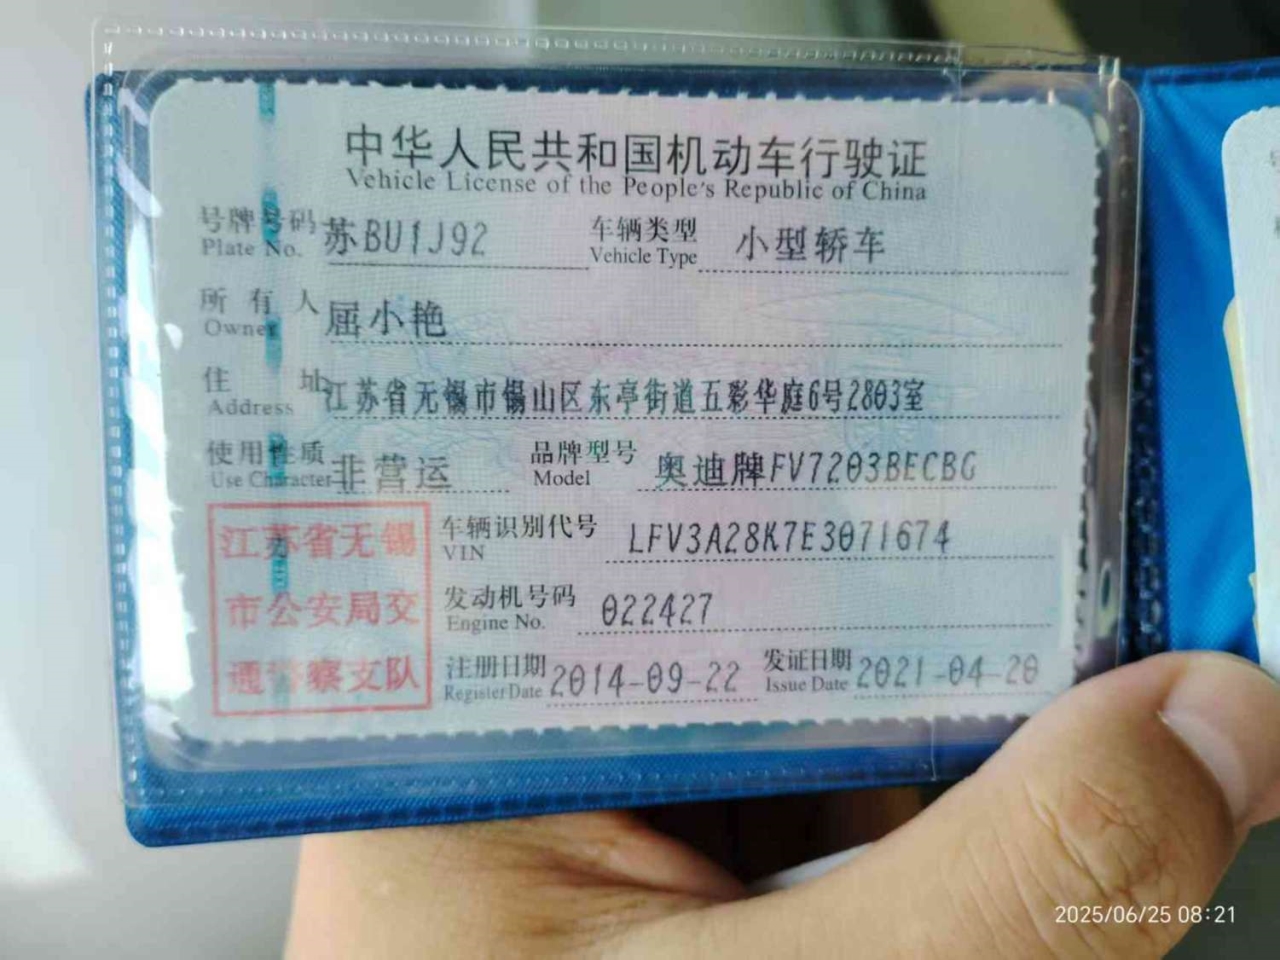 中华人民共和国机动车行驶证
Vehicle License of the People's Republic of China
号牌号码 苏BU1J92 车辆类型 小型轿车
Plate No. Vehicle Type
所有人 屈小艳
Owner
住址 江苏省无锡市锡山区东亭街道五彩华庭6号2803室
Address
使用性质 非营运 品牌型号 奥迪牌FV7203BECBG
Use Character Model
江苏省无锡
市公安局交
通警察支队
车辆识别代号 LFV3A28K7E3071674
VIN
发动机号码 022427
Engine No.
注册日期 2014-09-22 发证日期 2021-04-20
Register Date Issue Date
2025/06/25 08:21